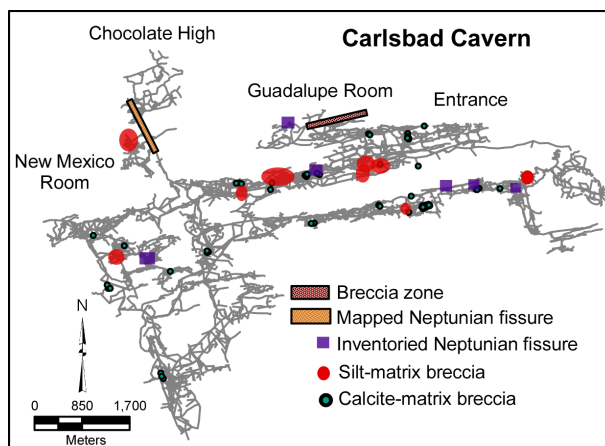 Carlsbad Cavern
Chocolate High
Guadalupe Room
Entrance
New Mexico
Room
N
0 850 1,700
Meters
Breccia zone
Mapped Neptunian fissure
Inventoried Neptunian fissure
Silt-matrix breccia
Calcite-matrix breccia